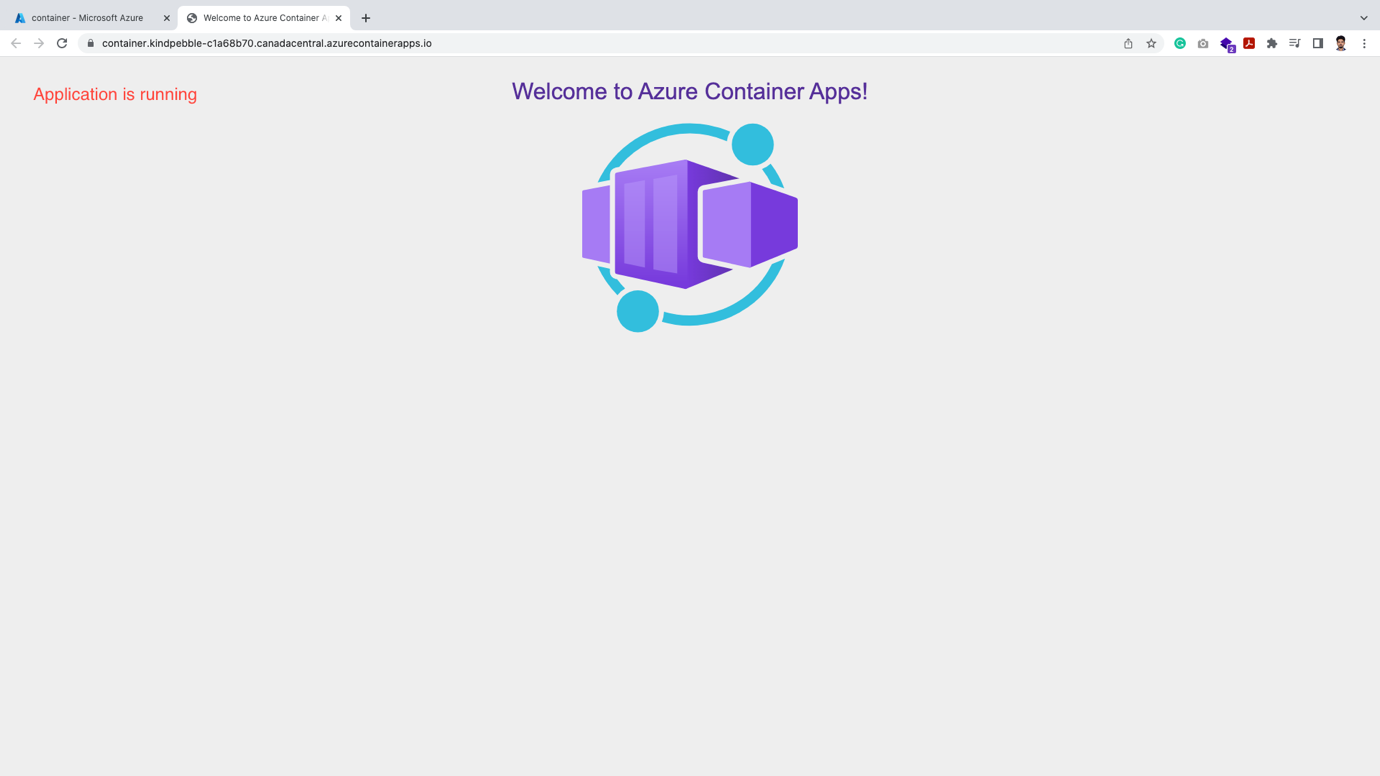 container - Microsoft Azure
Welcome to Azure Container A
container.kindpebble-c1a68b70.canadacentral.azurecontainerapps.io
2
Application is running
Welcome to Azure Container Apps!